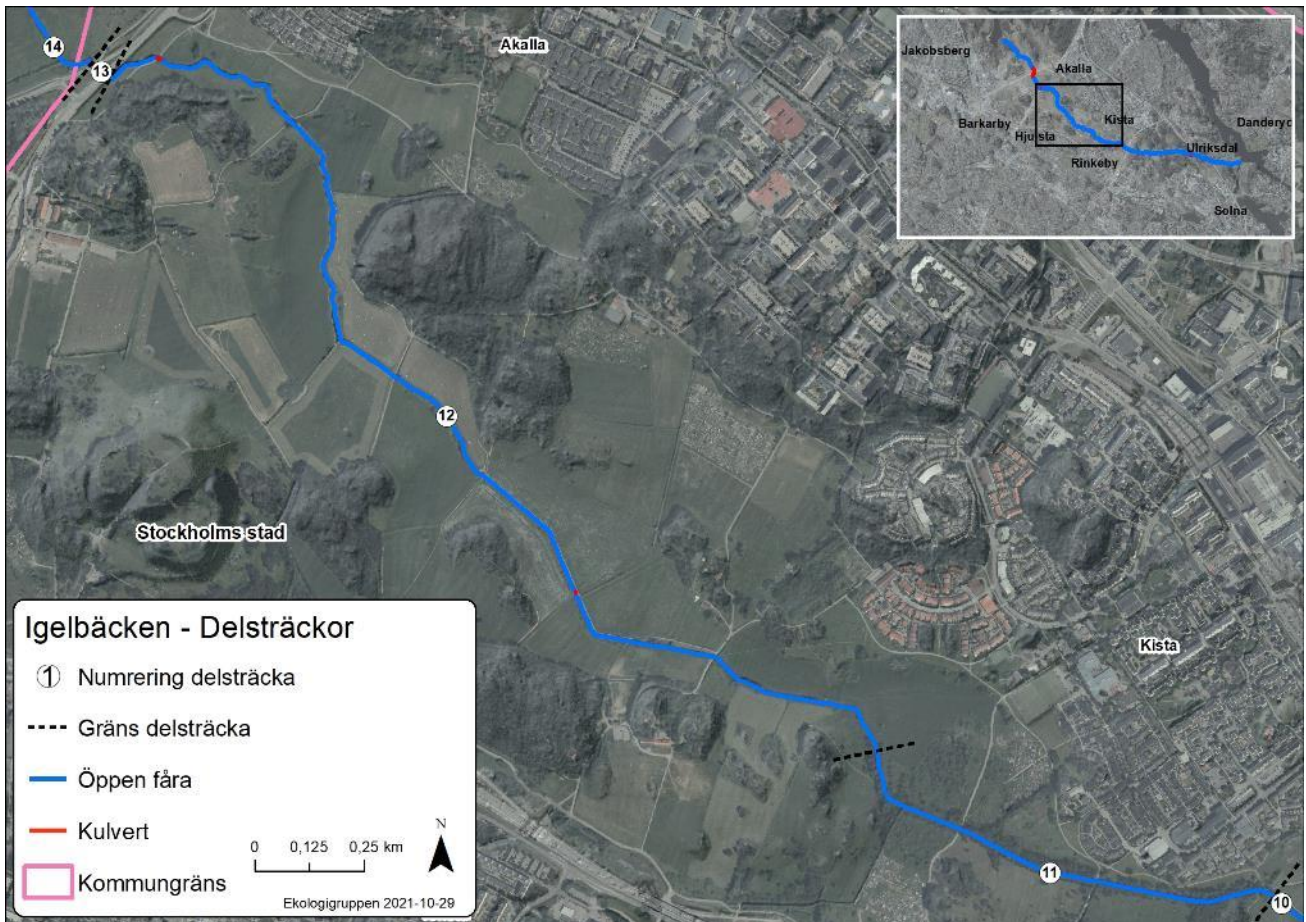 14
13
Akalla
Jakobsberg
Akalla
Barkarby
Hjulsta
Kista
Danderyd
Rinkeby
Ulriksdal
Solna
12
Stockholms stad
Kista
11
10
Igelbäcken - Delsträckor
1 Numrering delsträcka
Gräns delsträcka
Öppen fåra
Kulvert
Kommungräns
N
0 0,125 0,25 km
Ekologigruppen 2021-10-29